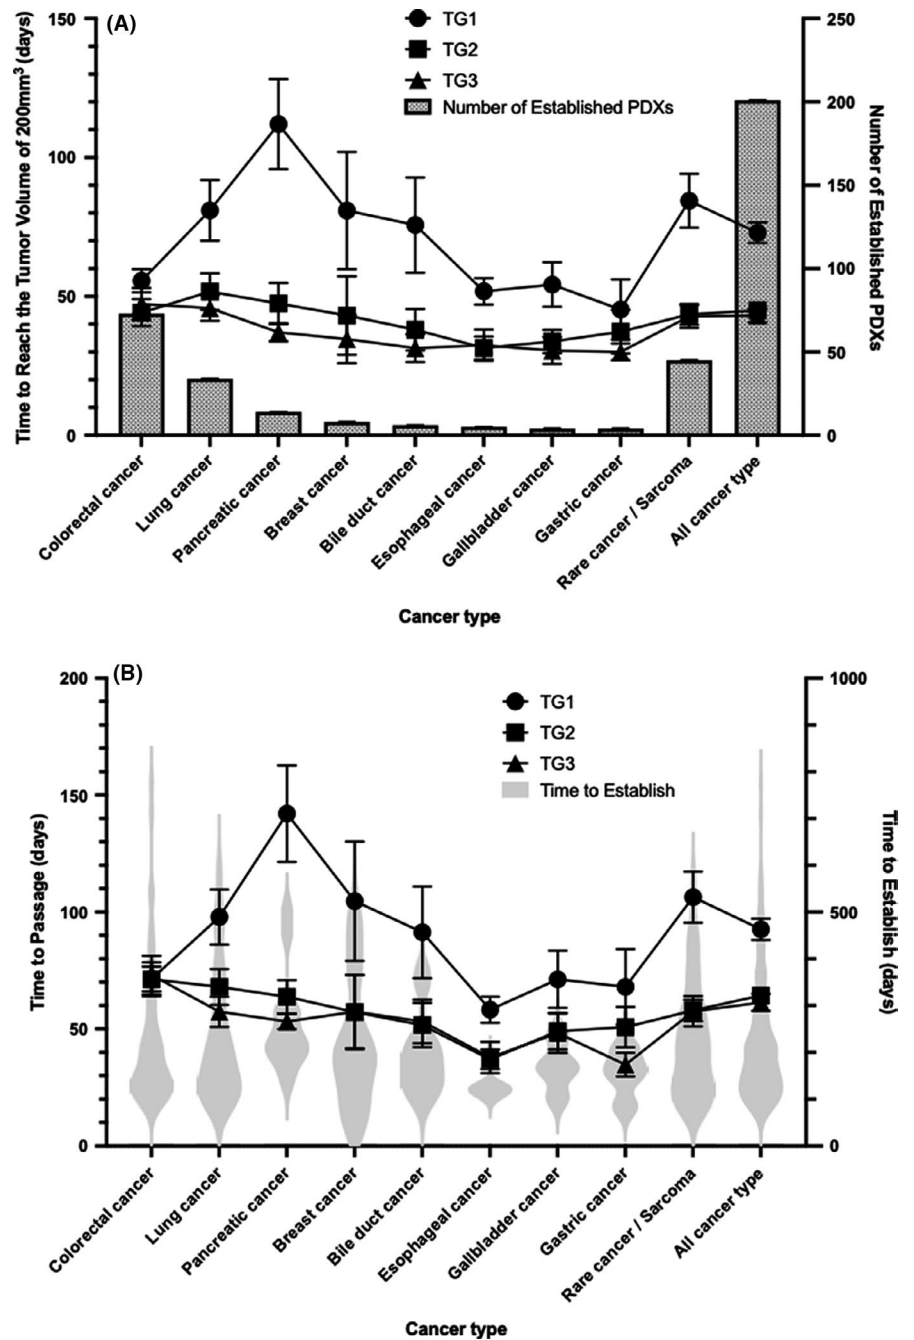 (A)
TG1
TG2
TG3
Number of Established PDXs
Time to Reach the Tumor Volume of 200mm³ (days)
150
100
50
0
250
200
150
100
50
0
Number of Established PDXs
Colorectal cancer
Lung cancer
Pancreatic cancer
Breast cancer
Bile duct cancer
Esophageal cancer
Gallbladder cancer
Gastric cancer
Rare cancer / Sarcoma
All cancer type
Cancer type
(B)
TG1
TG2
TG3
Time to Establish
Time to Passage (days)
200
150
100
50
0
1000
500
0
Time to Establish (days)
Colorectal cancer
Lung cancer
Pancreatic cancer
Breast cancer
Bile duct cancer
Esophageal cancer
Gallbladder cancer
Gastric cancer
Rare cancer / Sarcoma
All cancer type
Cancer type